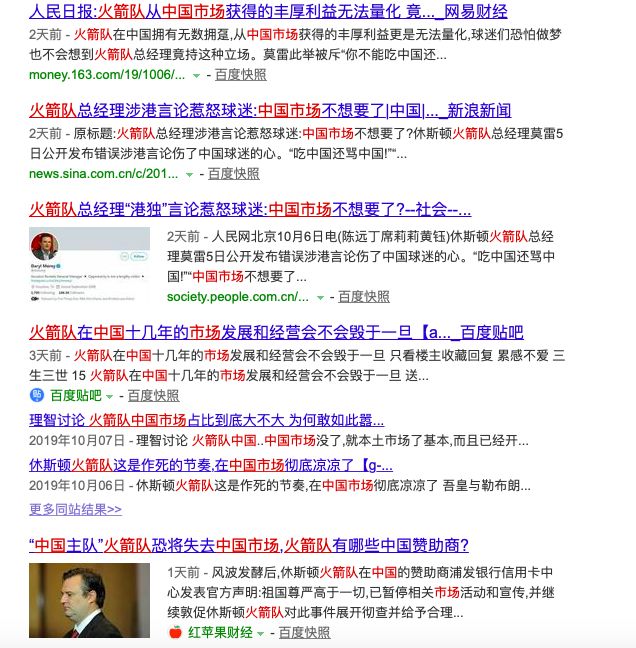 人民日报:火箭队从中国市场获得的丰厚利益无法量化 竟..._网易财经
2天前 - 火箭队在中国拥有无数拥趸,从中国市场获得的丰厚利益更是无法量化,球迷们恐怕做梦
也不会想到火箭队总经理竟持这种立场。莫雷此举被斥“你不能吃中国还...
money.163.com/19/1006/... - 百度快照
火箭队总经理涉港言论惹怒球迷:中国市场不想要了|中国|..._新浪新闻
2天前 - 原标题:火箭队总经理涉港言论惹怒球迷:中国市场不想要了?休斯顿火箭队总经理莫雷5
日公开发布错误涉港言论伤了中国球迷的心。“吃中国还骂中国!”“...
news.sina.com.cn/c/201... - 百度快照
火箭队总经理“港独”言论惹怒球迷:中国市场不想要了?--社会--...
2天前 - 人民网北京10月6日电(陈远丁席莉莉黄钰)休斯顿火箭队总经
理莫雷5日公开发布错误涉港言论伤了中国球迷的心。“吃中国还骂中
国!”“中国市场不想要了...
society.people.com.cn/... - 百度快照
Daryl Morey
火箭队在中国十几年的市场发展和经营会不会毁于一旦【a..._百度贴吧
3天前 - 火箭队在中国十几年的市场发展和经营会不会毁于一旦 只看楼主收藏回复 累感不爱 三
生三世 15 火箭队在中国十几年的市场发展和经营会不会毁于一旦 送...
贴 百度贴吧 - 百度快照
理智讨论 火箭队中国市场占比到底大不大 为何敢如此嚣...
2019年10月07日 - 理智讨论 火箭队中国..中国市场没了,就本土市场了基本,而且已经开...
休斯顿火箭队这是作死的节奏,在中国市场彻底凉凉了【g-...
2019年10月06日 - 休斯顿火箭队这是作死的节奏,在中国市场彻底凉凉了 吾皇与勒布朗...
更多同站结果>>
“中国主队”火箭队恐将失去中国市场,火箭队有哪些中国赞助商?
1天前 - 风波发酵后,休斯顿火箭队在中国的赞助商浦发银行信用卡中
心发表官方声明:祖国尊严高于一切,已暂停相关市场活动和宣传,并继
续敦促休斯顿火箭队对此事件展开彻查并给予合理...
红苹果财经 - 百度快照